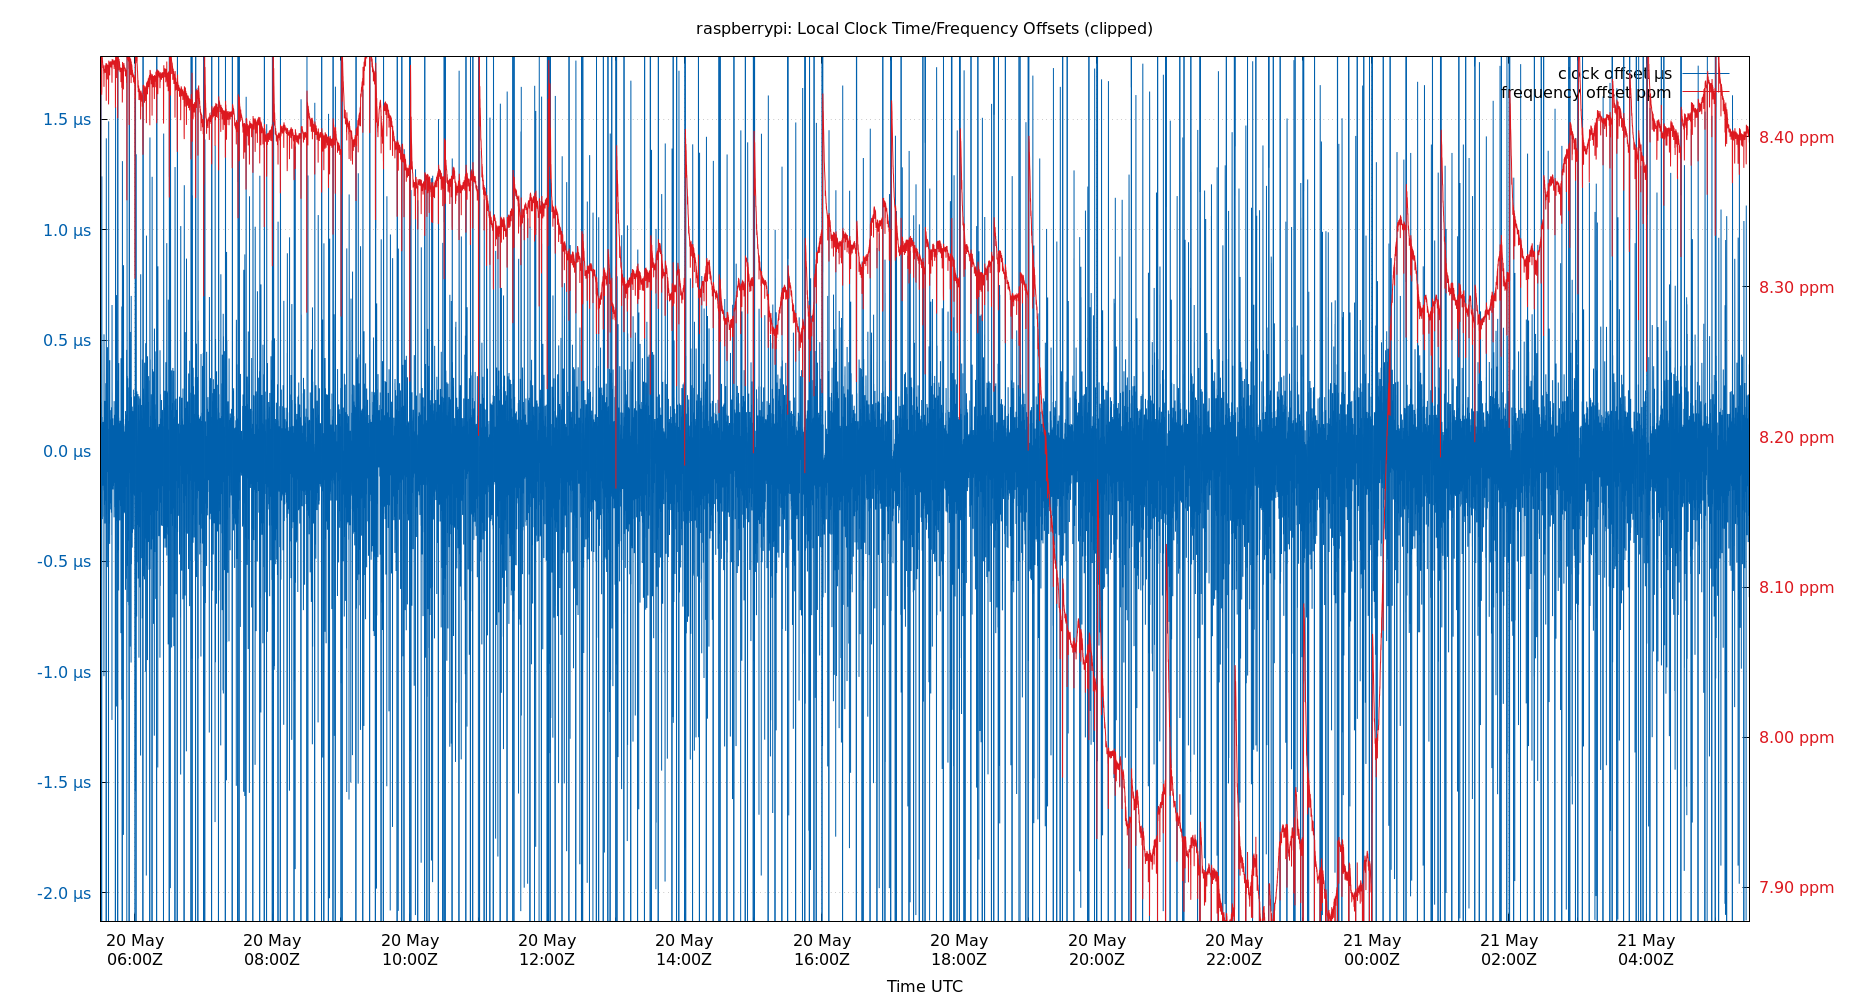 raspberrypi: Local Clock Time/Frequency Offsets (clipped)
clock offset µs
frequency offset ppm
1.5 µs
1.0 µs
0.5 µs
0.0 µs
-0.5 µs
-1.0 µs
-1.5 µs
-2.0 µs
8.40 ppm
8.30 ppm
8.20 ppm
8.10 ppm
8.00 ppm
7.90 ppm
20 May 20 May 20 May 20 May 20 May 20 May 20 May 20 May 20 May 21 May 21 May 21 May
06:00Z 08:00Z 10:00Z 12:00Z 14:00Z 16:00Z 18:00Z 20:00Z 22:00Z 00:00Z 02:00Z 04:00Z
Time UTC